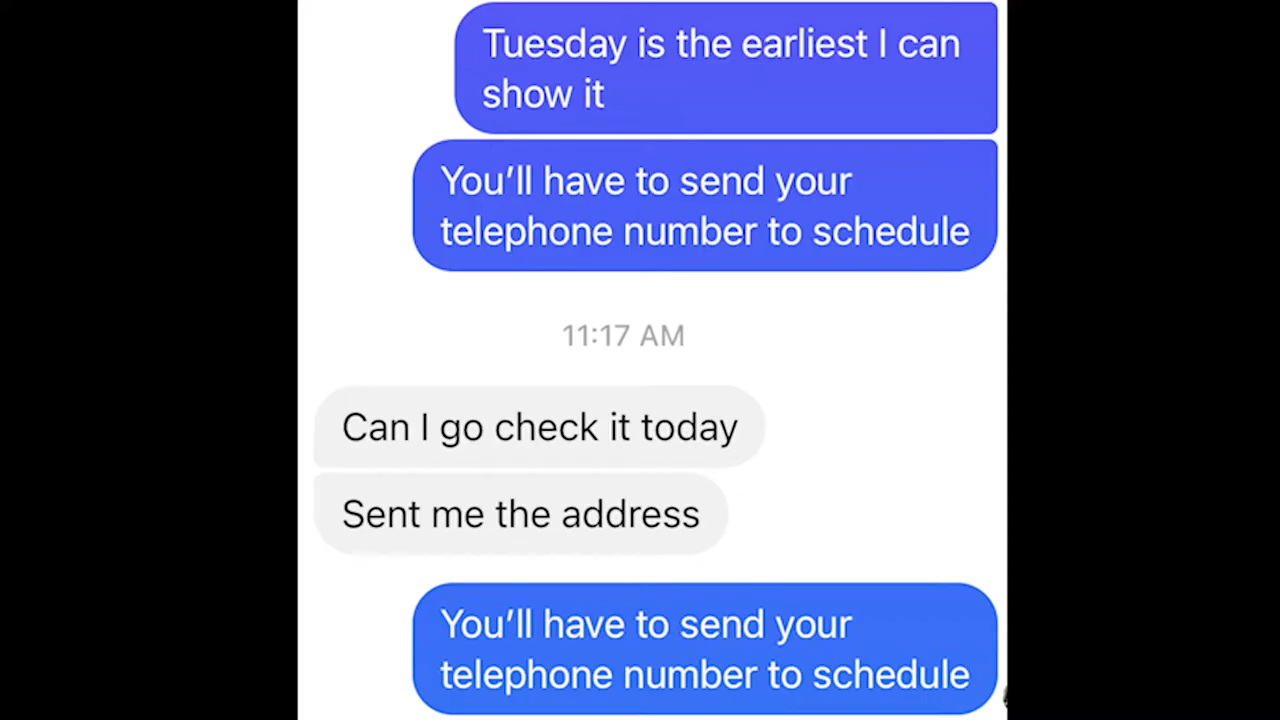 Tuesday is the earliest I can
show it
You'll have to send your
telephone number to schedule
11:17 AM
Can I go check it today
Sent me the address
You'll have to send your
telephone number to schedule